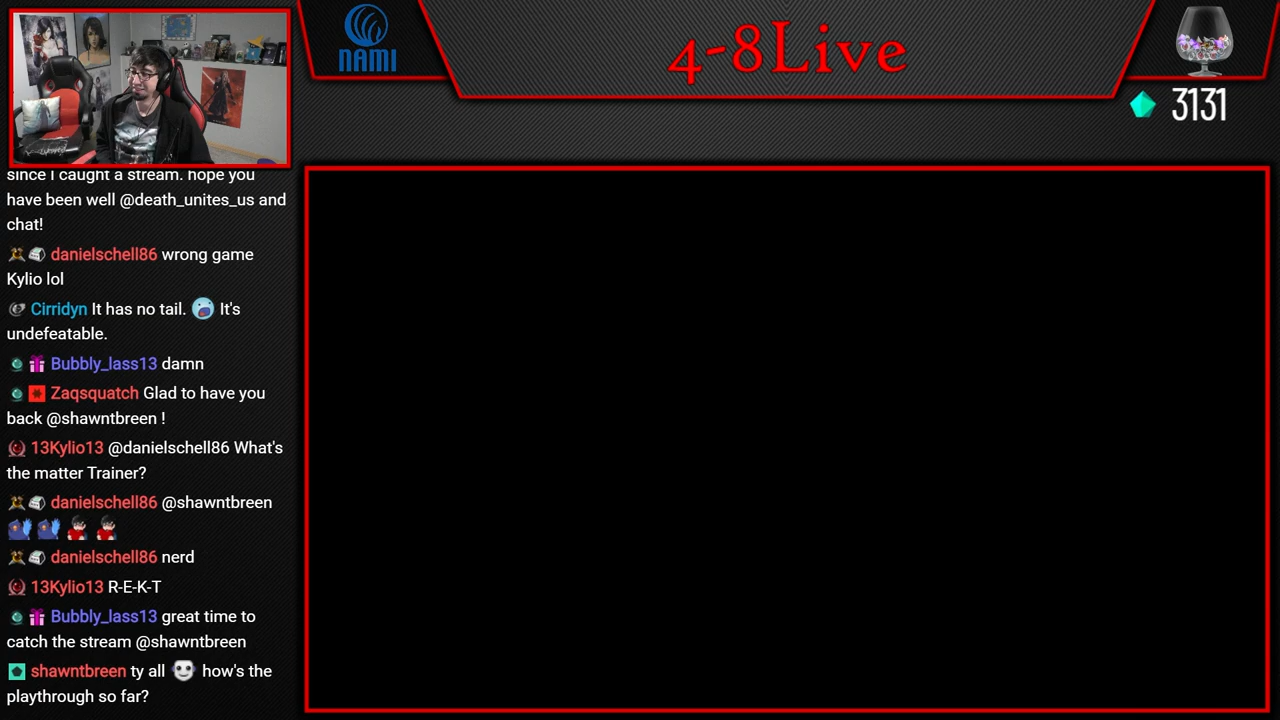 NAMI
4-8Live
3131
since I caught a stream. hope you
have been well @death_unites_us and
chat!
danielschell86 wrong game
Kylio lol
Cirridyn It has no tail. It's
undefeatable.
Bubbly_lass13 damn
Zaqsquatch Glad to have you
back @shawntbreen !
13Kylio13 @danielschell86 What's
the matter Trainer?
danielschell86 @shawntbreen
danielschell86 nerd
13Kylio13 R-E-K-T
Bubbly_lass13 great time to
catch the stream @shawntbreen
shawntbreen ty all how's the
playthrough so far?